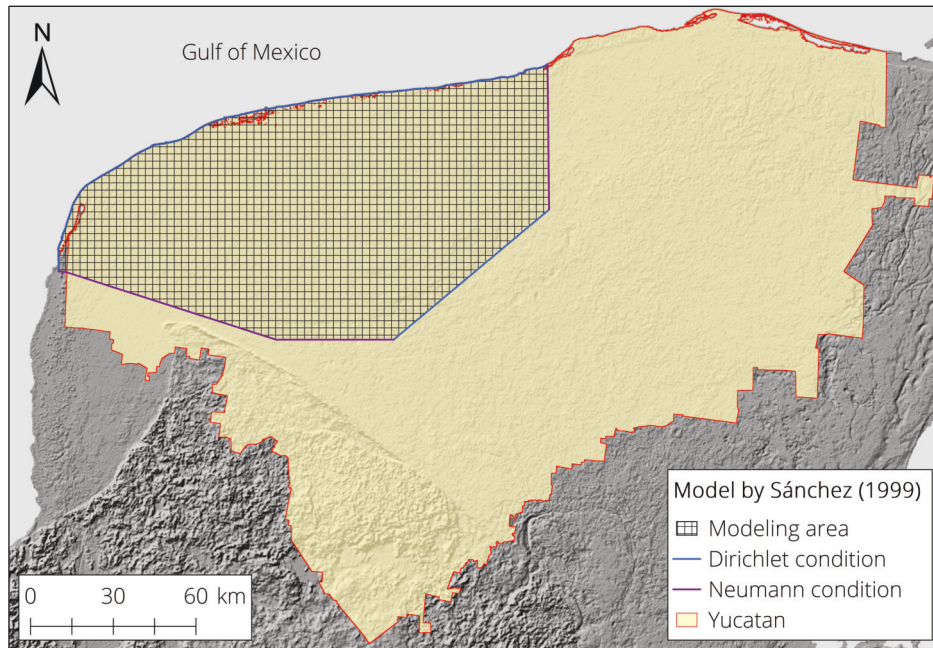 N
Gulf of Mexico
Model by Sánchez (1999)
Modeling area
Dirichlet condition
Neumann condition
Yucatan
0 30 60 km